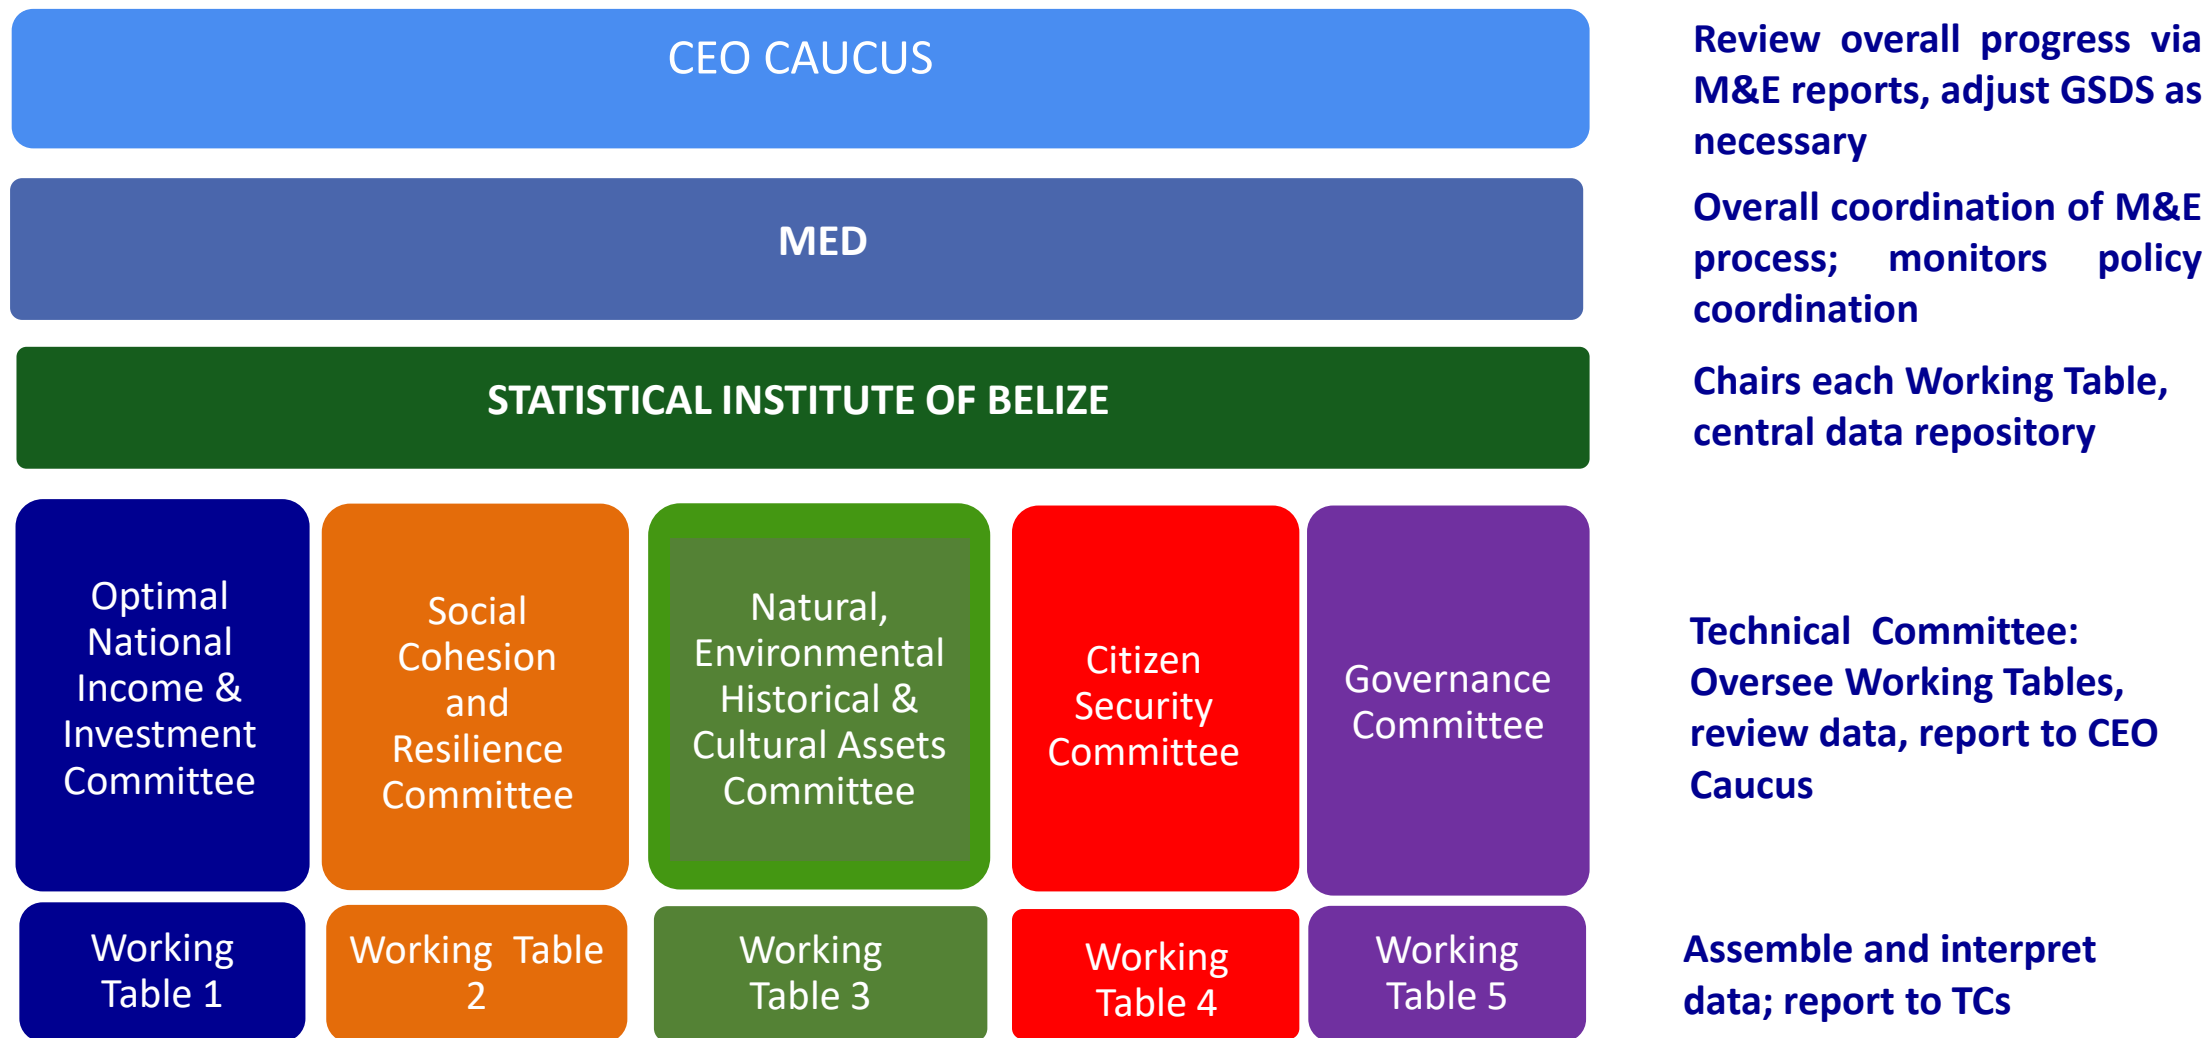 CEO CAUCUS
Review overall progress via
M&E reports, adjust GSDS as
necessary
MED
Overall coordination of M&E
process; monitors policy
coordination
STATISTICAL INSTITUTE OF BELIZE
Chairs each Working Table,
central data repository
Optimal
National
Income &
Investment
Committee
Social
Cohesion
and
Resilience
Committee
Natural,
Environmental
Historical &
Cultural Assets
Committee
Citizen
Security
Committee
Governance
Committee
Technical Committee:
Oversee Working Tables,
review data, report to CEO
Caucus
Working
Table 1
Working Table
2
Working
Table 3
Working
Table 4
Working
Table 5
Assemble and interpret
data; report to TCs